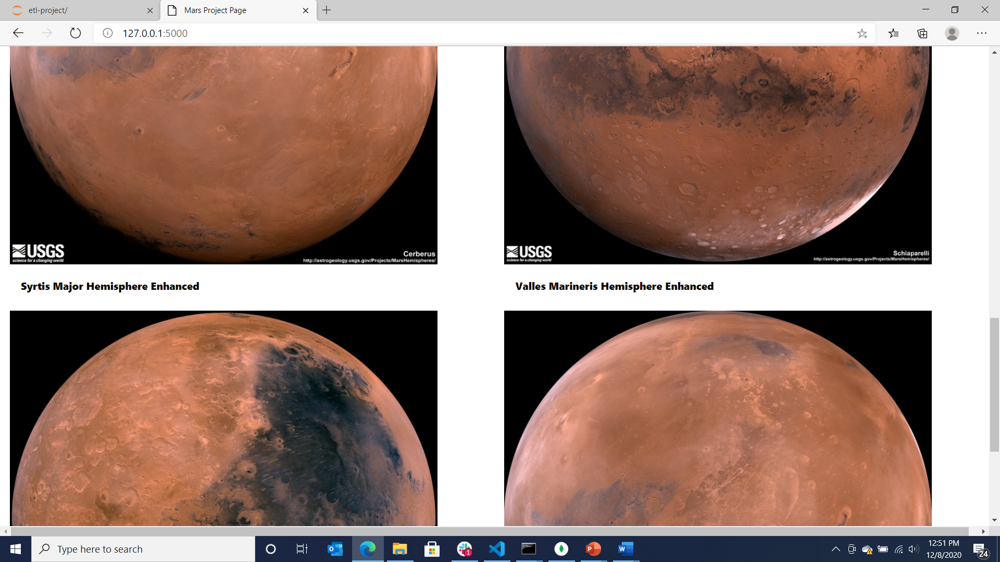 etl-project/
Mars Project Page
127.0.0.1:5000
USGS
science for a changing world
Cerberus
http://astrogeology.usgs.gov/Projects/MarsHemispheres/
USGS
science for a changing world
Schiaparelli
http://astrogeology.usgs.gov/Projects/MarsHemispheres/
Syrtis Major Hemisphere Enhanced
Valles Marineris Hemisphere Enhanced
Type here to search
O
1
P
W
12:51 PM
12/8/2020
24